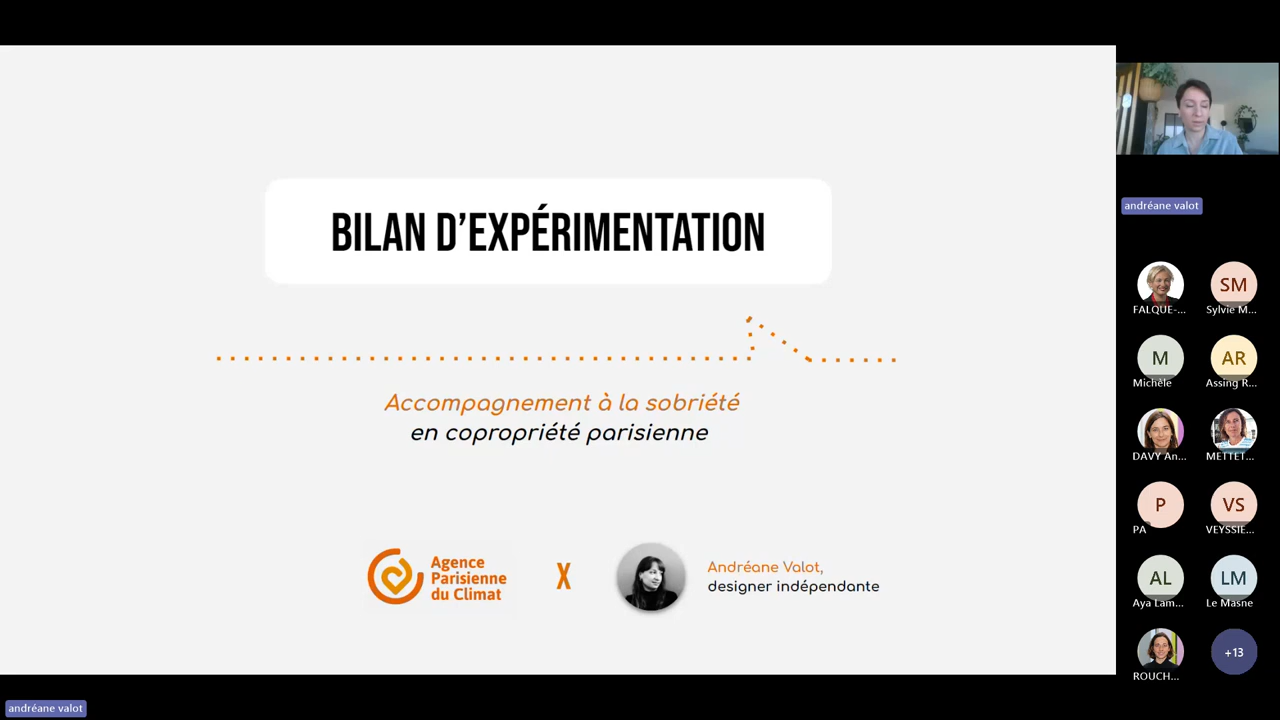 BILAN D'EXPÉRIMENTATION
Accompagnement à la sobriété
en copropriété parisienne
Agence
Parisienne
du Climat
X
Andréane Valot,
designer indépendante
andréane valot
FALQUE-...
SM
Sylvie M...
M
Michèle
AR
Assing R...
DAVY An...
METTET...
P
PA
VS
VEYSSIE...
AL
Aya Lam...
LM
Le Masne
ROUCH...
+13
andréane valot